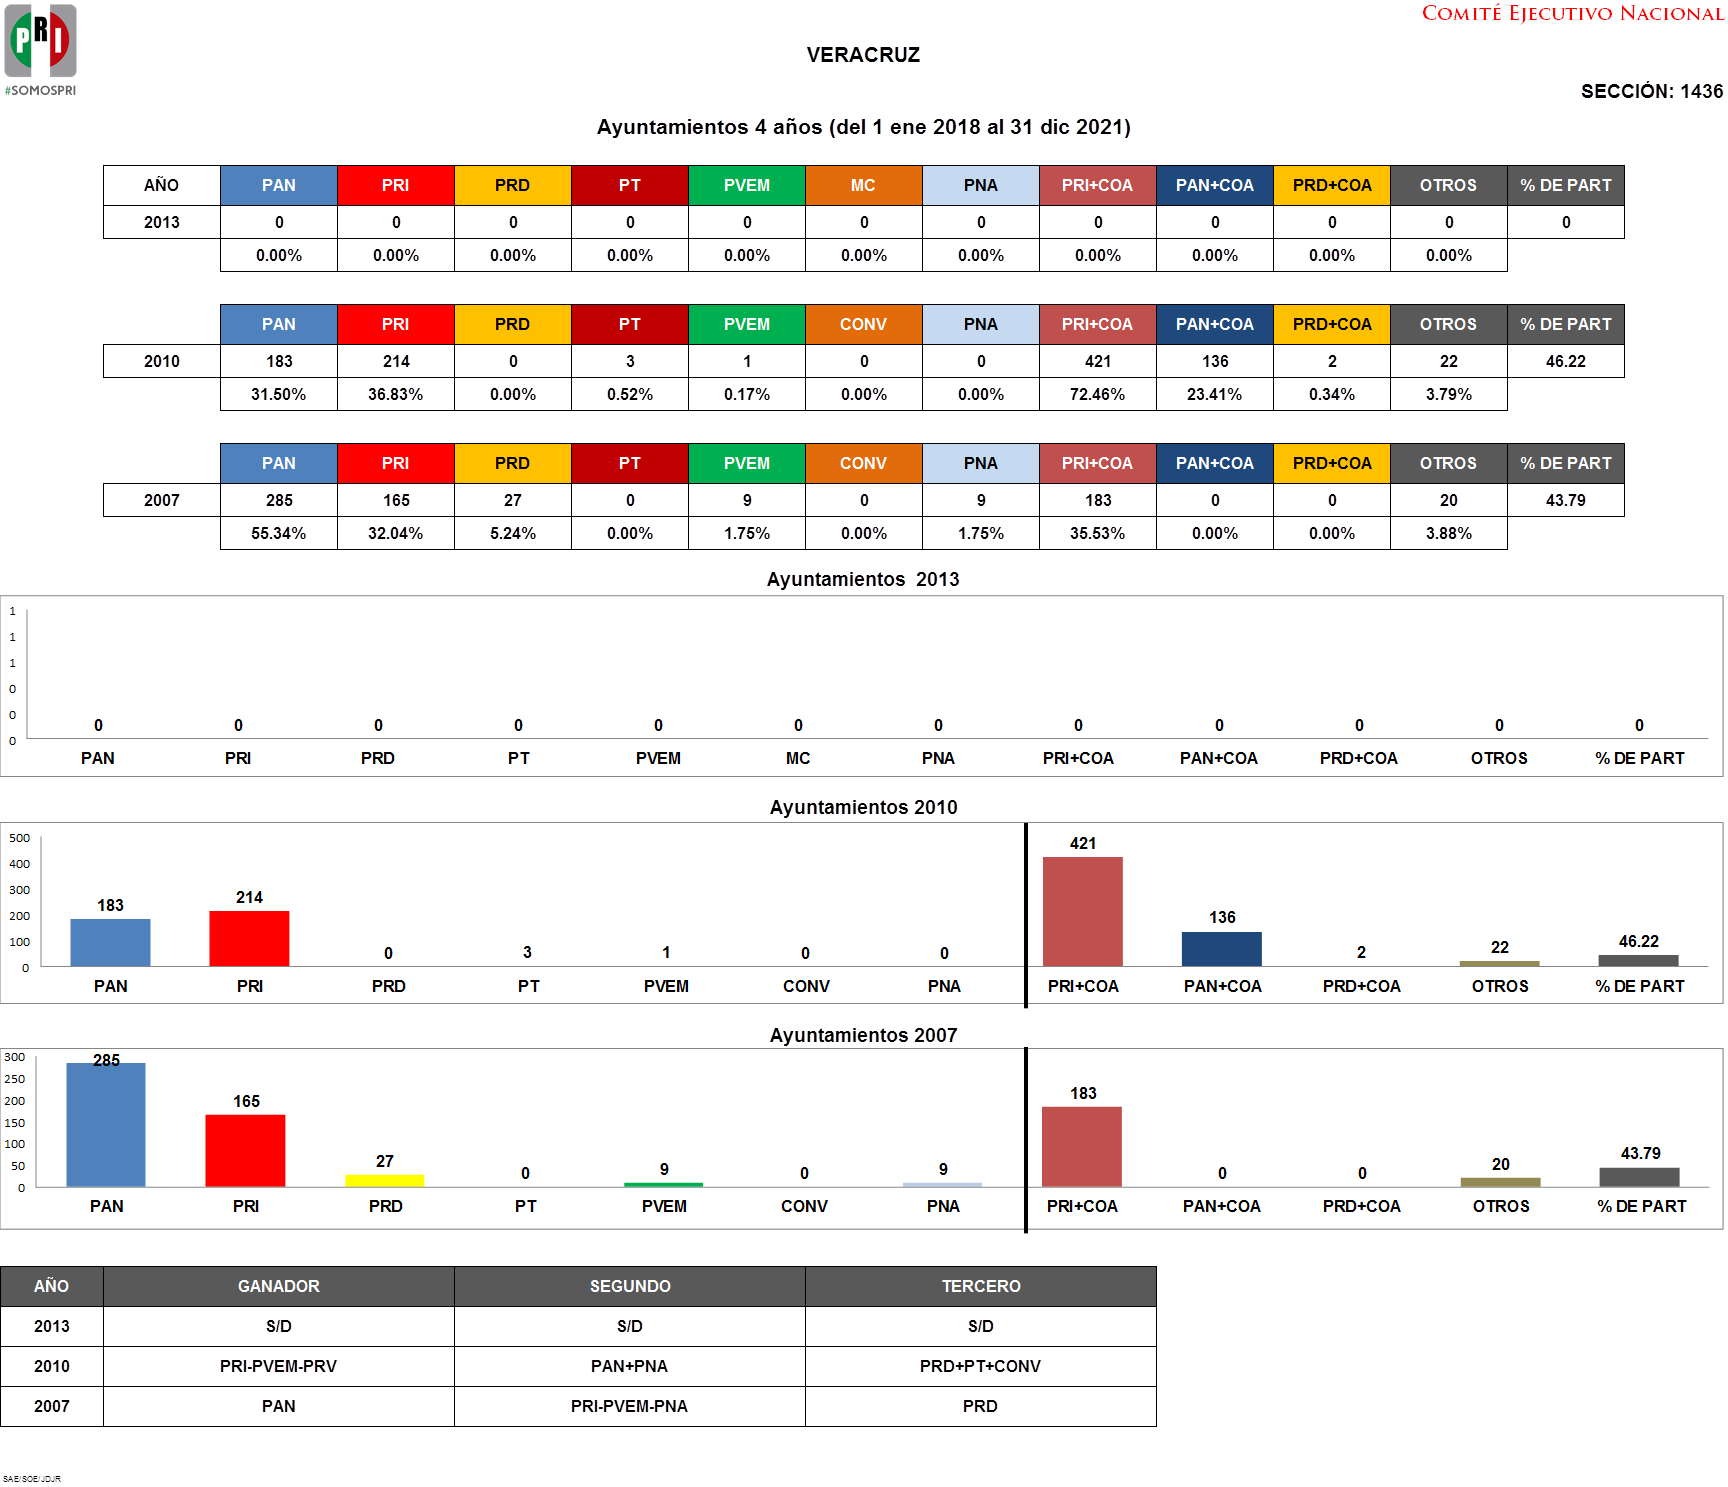 PRI
#SOMOSPRI
COMITÉ EJECUTIVO NACIONAL
VERACRUZ
SECCIÓN: 1436
Ayuntamientos 4 años (del 1 ene 2018 al 31 dic 2021)
AÑO PAN PRI PRD PT PVEM MC PNA PRI+COA PAN+COA PRD+COA OTROS % DE PART
2013 0 0 0 0 0 0 0 0 0 0 0 0
0.00% 0.00% 0.00% 0.00% 0.00% 0.00% 0.00% 0.00% 0.00% 0.00% 0.00%
PAN PRI PRD PT PVEM CONV PNA PRI+COA PAN+COA PRD+COA OTROS % DE PART
2010 183 214 0 3 1 0 0 421 136 2 22 46.22
31.50% 36.83% 0.00% 0.52% 0.17% 0.00% 0.00% 72.46% 23.41% 0.34% 3.79%
PAN PRI PRD PT PVEM CONV PNA PRI+COA PAN+COA PRD+COA OTROS % DE PART
2007 285 165 27 0 9 0 9 183 0 0 20 43.79
55.34% 32.04% 5.24% 0.00% 1.75% 0.00% 1.75% 35.53% 0.00% 0.00% 3.88%
Ayuntamientos 2013
1
1
1
0
0
0
0 0 0 0 0 0 0 0 0 0 0 0
PAN PRI PRD PT PVEM MC PNA PRI+COA PAN+COA PRD+COA OTROS % DE PART
Ayuntamientos 2010
500
400
300
200
100
0
183 214 0 3 1 0 0 421 136 2 22 46.22
PAN PRI PRD PT PVEM CONV PNA PRI+COA PAN+COA PRD+COA OTROS % DE PART
Ayuntamientos 2007
300
250
200
150
100
50
0
285 165 27 0 9 0 9 183 0 0 20 43.79
PAN PRI PRD PT PVEM CONV PNA PRI+COA PAN+COA PRD+COA OTROS % DE PART
AÑO GANADOR SEGUNDO TERCERO
2013 S/D S/D S/D
2010 PRI-PVEM-PRV PAN+PNA PRD+PT+CONV
2007 PAN PRI-PVEM-PNA PRD
SAE/SOE/JDJR